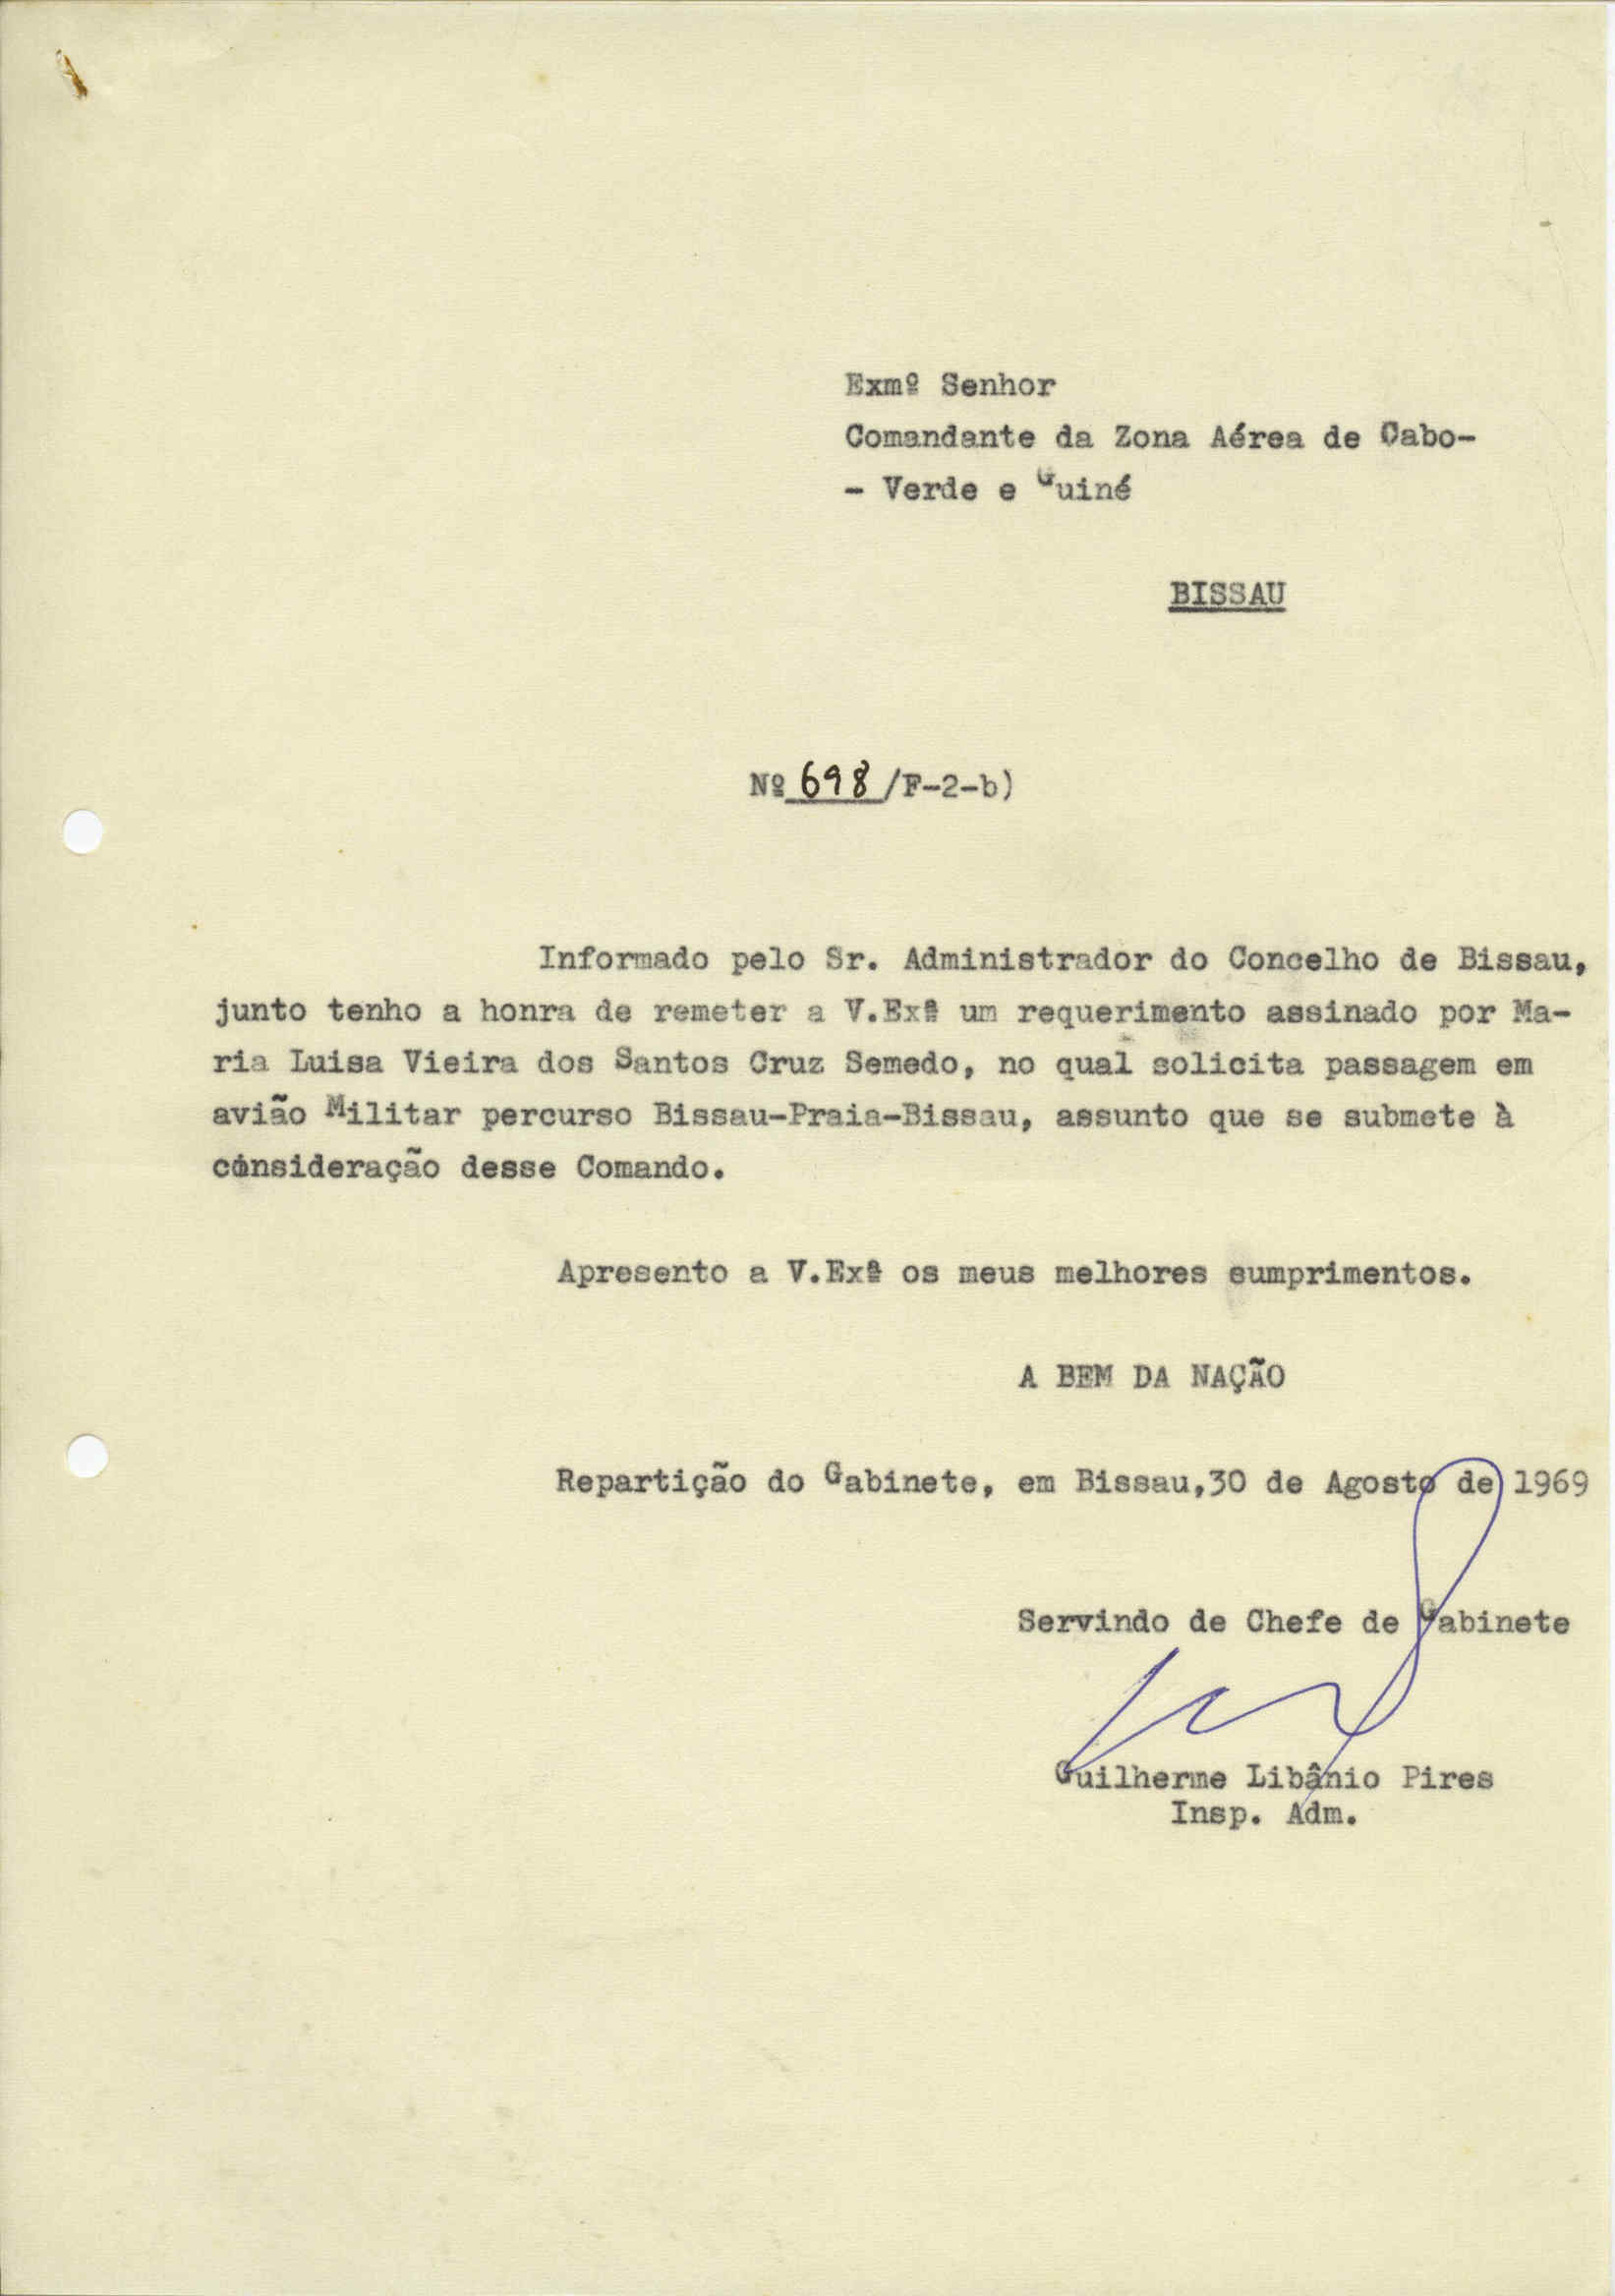 Exmº Senhor
Comandante da Zona Aérea de Cabo-
- Verde e Guiné
BISSAU
Nº 698/F-2-b)
Informado pelo Sr. Administrador do Concelho de Bissau,
junto tenho a honra de remeter a V.Exª um requerimento assinado por Ma-
ria Luisa Vieira dos Santos Cruz Semedo, no qual solicita passagem em
avião Militar percurso Bissau-Praia-Bissau, assunto que se submete à
consideração desse Comando.
Apresento a V.Exª os meus melhores cumprimentos.
A BEM DA NAÇÃO
Repartição do Gabinete, em Bissau,30 de Agosto de 1969
Servindo de Chefe de Gabinete
Guilherme Libânio Pires
Insp. Adm.